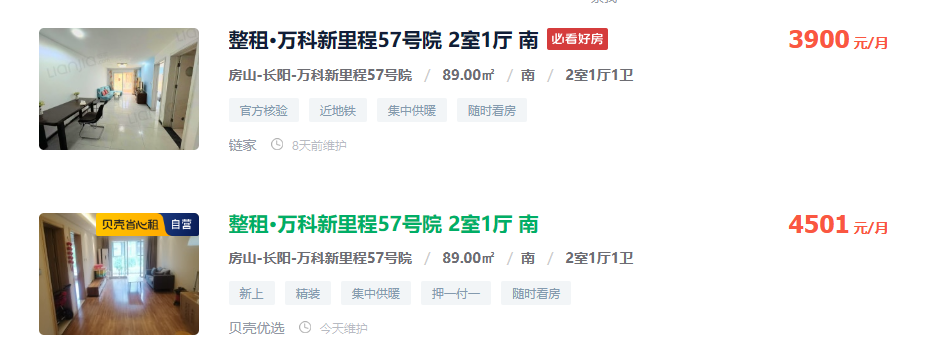 整租·万科新里程57号院 2室1厅 南 必看好房
3900 元/月
房山-长阳-万科新里程57号院 / 89.00㎡ / 南 / 2室1厅1卫
官方核验 近地铁 集中供暖 随时看房
链家 8天前维护
贝壳省心租 自营
整租·万科新里程57号院 2室1厅 南
4501 元/月
房山-长阳-万科新里程57号院 / 89.00㎡ / 南 / 2室1厅1卫
新上 精装 集中供暖 押一付一 随时看房
贝壳优选 今天维护